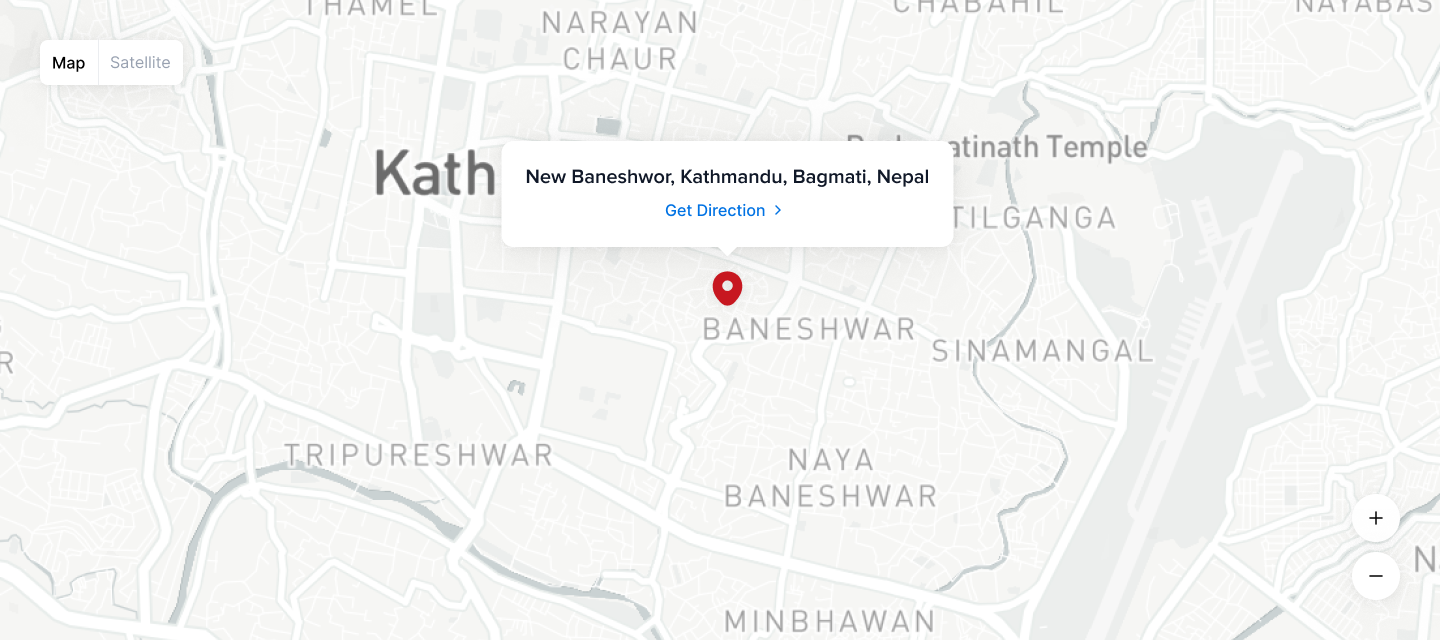 THAMEL
NARAYAN
CHAUR
CHABAHIL
NAYABAS
Map
Satellite
Kath
atinath Temple
New Baneshwor, Kathmandu, Bagmati, Nepal
Get Direction
TILGANGA
BANESHWAR
SINAMANGAL
R
TRIPURESHWAR
NAYA
BANESHWAR
+
−
N
MINBHAWAN